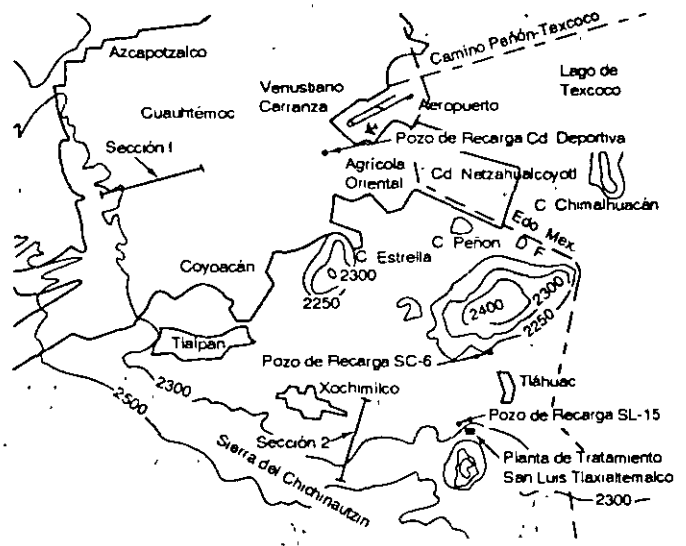 Azcapotzalco
Camino Peñón-Texcoco
Venustiano
Carranza
Lago de
Texcoco
Cuauhtémoc
Aeropuerto
Pozo de Recarga Cd Deportiva
Sección 1
Agrícola
Oriental
Cd Netzahualcoyotl
C Chimalhuacán
Edo Mex.
C Peñon
D F
Coyoacán
C Estrella
2300
2250
2400
2300
2250
Tlalpán
Pozo de Recarga SC-6
2300
2500
Xochimilco
Tláhuac
Pozo de Recarga SL-15
Sección 2
Sierra del Chichinautzin
Planta de Tratamiento
San Luis Tlaxialtemalco
2300